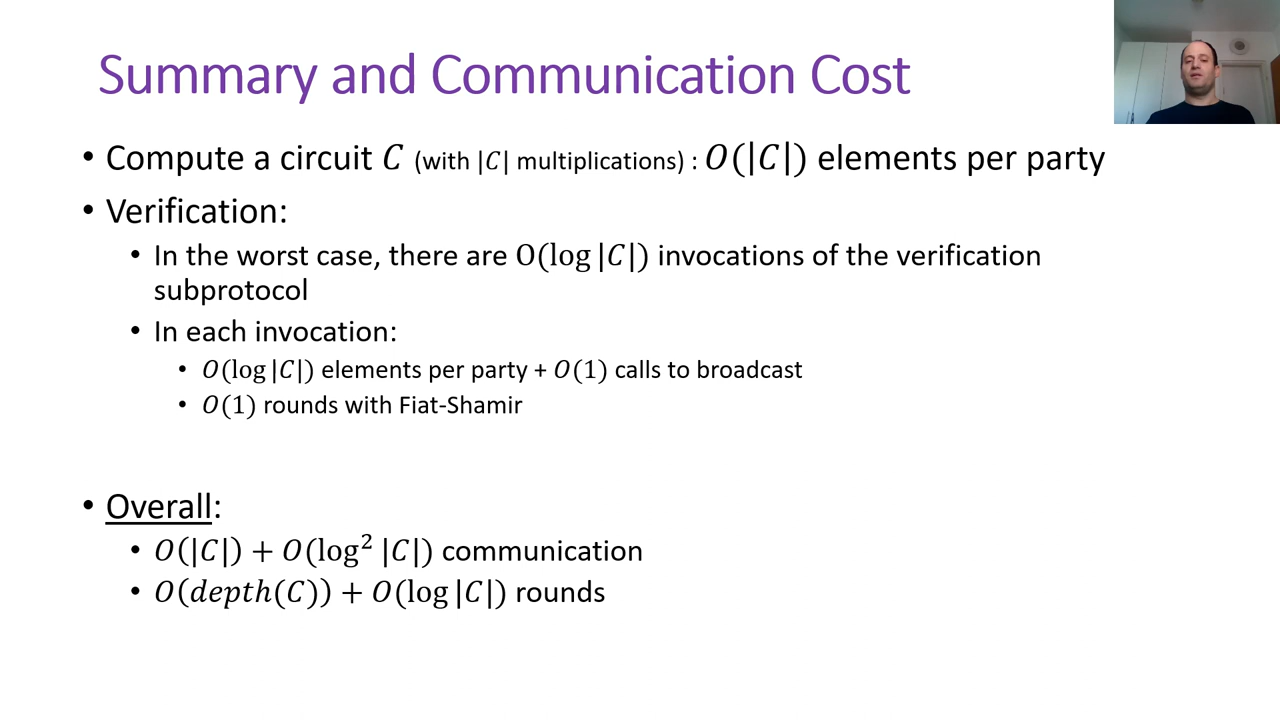 Summary and Communication Cost
• Compute a circuit 𝐶 (with |𝐶| multiplications) : 𝑂(|𝐶|) elements per party
• Verification:
• In the worst case, there are O(log |𝐶|) invocations of the verification
subprotocol
• In each invocation:
• 𝑂(log |𝐶|) elements per party + 𝑂(1) calls to broadcast
• 𝑂(1) rounds with Fiat-Shamir
• Overall:
• 𝑂(|𝐶|) + 𝑂(log² |𝐶|) communication
• 𝑂(𝑑𝑒𝑝𝑡ℎ(𝐶)) + 𝑂(log |𝐶|) rounds